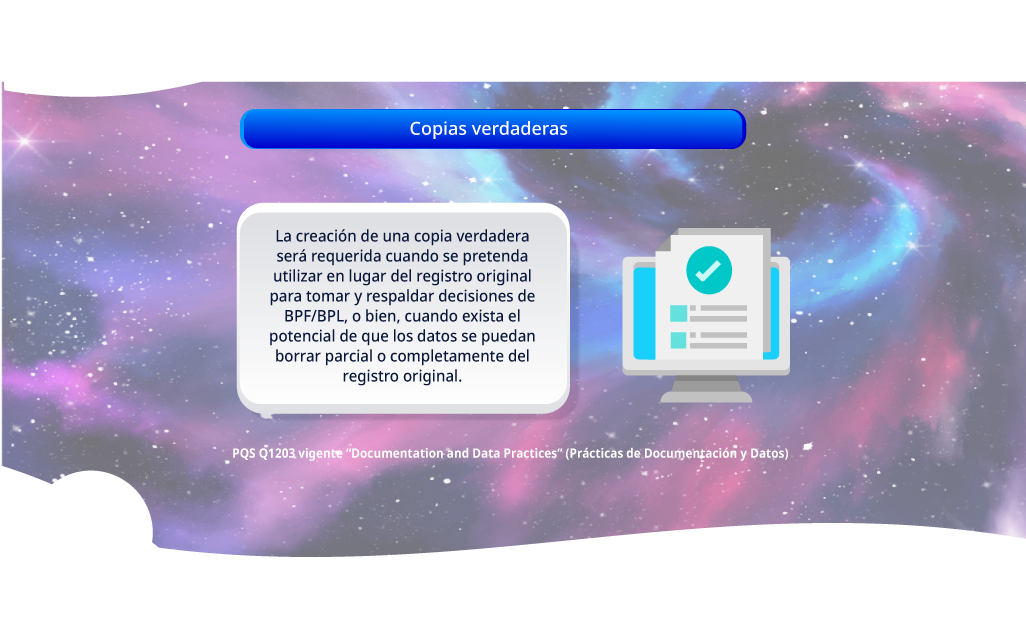 Copias verdaderas
La creación de una copia verdadera
será requerida cuando se pretenda
utilizar en lugar del registro original
para tomar y respaldar decisiones de
BPF/BPL, o bien, cuando exista el
potencial de que los datos se puedan
borrar parcial o completamente del
registro original.
PQS Q1203 vigente “Documentation and Data Practices” (Prácticas de Documentación y Datos)